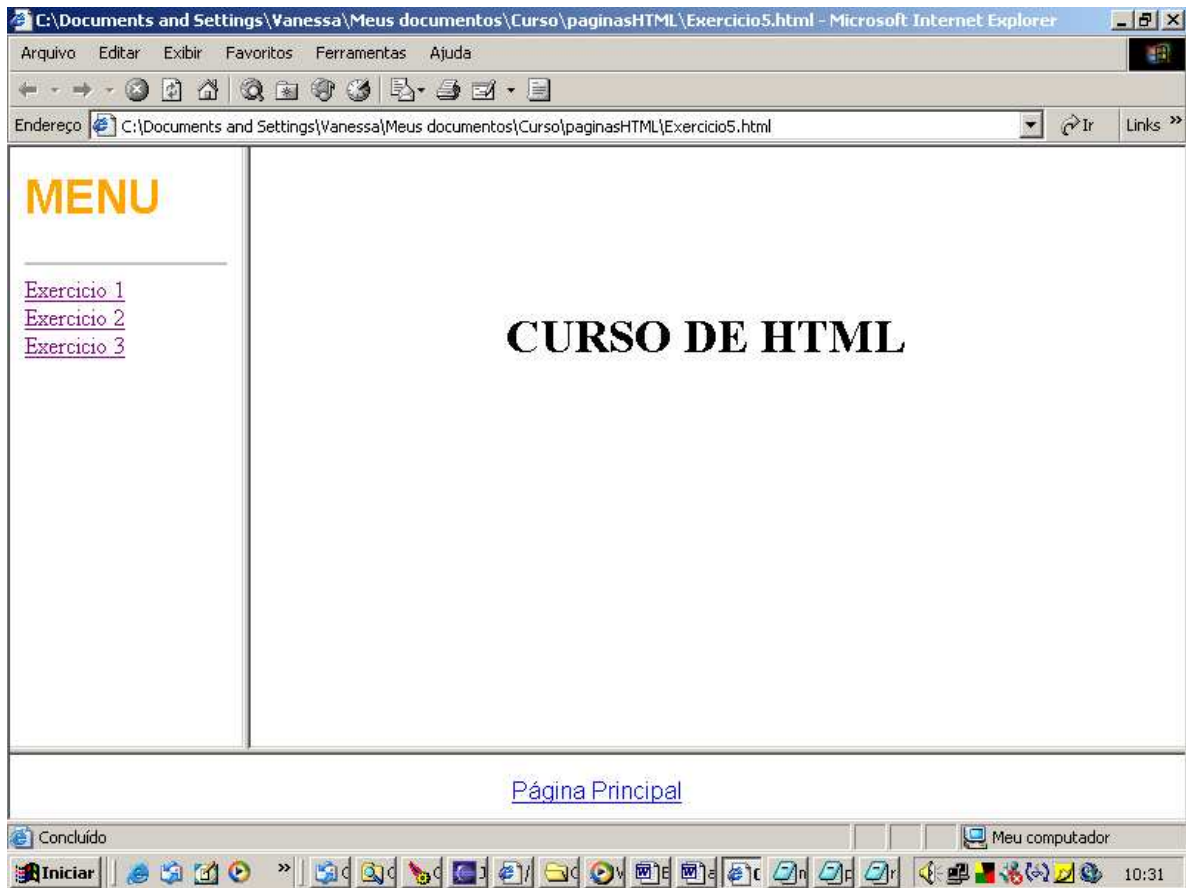 C:\Documents and Settings\Vanessa\Meus documentos\Curso\paginasHTML\Exercicio5.html - Microsoft Internet Explorer
Arquivo Editar Exibir Favoritos Ferramentas Ajuda
Endereço C:\Documents and Settings\Vanessa\Meus documentos\Curso\paginasHTML\Exercicio5.html Ir Links »
MENU
Exercicio 1
Exercicio 2
Exercicio 3
CURSO DE HTML
Página Principal
Concluído Meu computador
Iniciar » 10:31